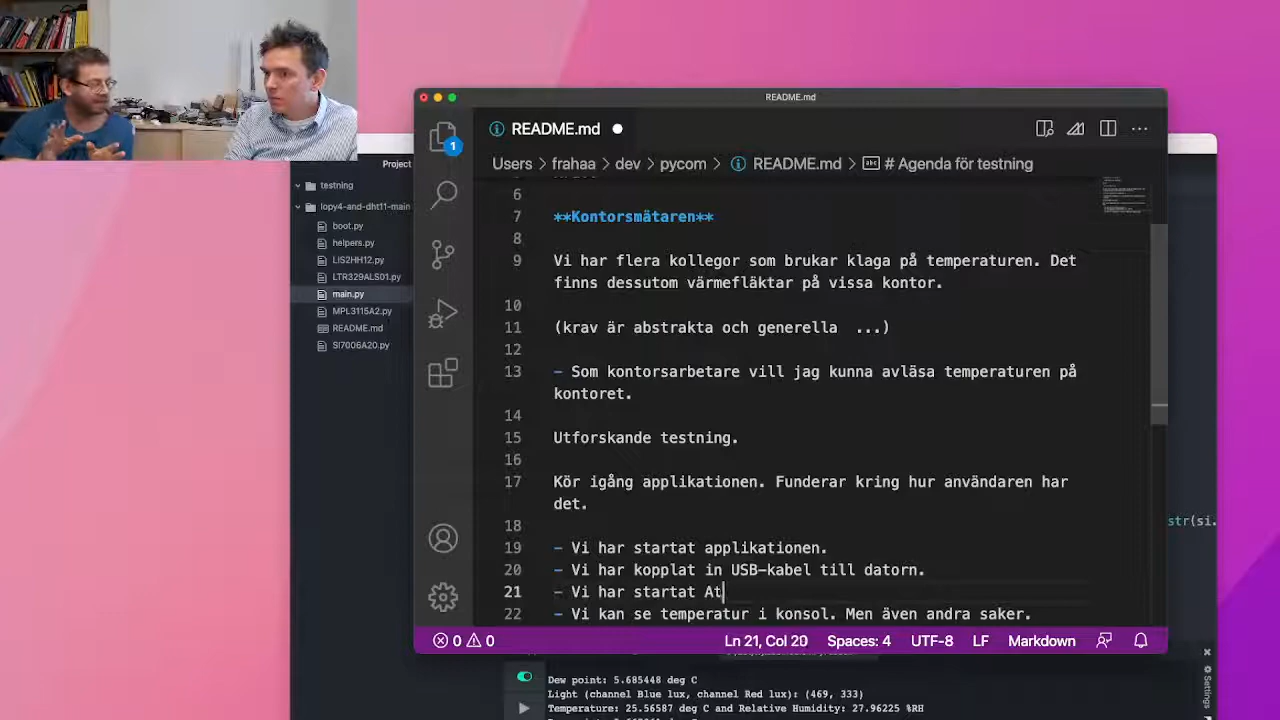 README.md
README.md
Users > frahaa > dev > pycom > README.md > # Agenda för testning
Project
testning
lopy4-and-dht11-main
boot.py
helpers.py
LIS2HH12.py
LTR329ALS01.py
main.py
MPL3115A2.py
README.md
SI7006A20.py
1
6
7 **Kontorsmätaren**
8
9 Vi har flera kollegor som brukar klaga på temperaturen. Det
finns dessutom värmefläktar på vissa kontor.
10
11 (krav är abstrakta och generella ...)
12
13 - Som kontorsarbetare vill jag kunna avläsa temperaturen på
kontoret.
14
15 Utforskande testning.
16
17 Kör igång applikationen. Funderar kring hur användaren har
det.
18
19 - Vi har startat applikationen.
20 - Vi har kopplat in USB-kabel till datorn.
21 - Vi har startat At
22 - Vi kan se temperatur i konsol. Men även andra saker.
str(si.
0 0 Ln 21, Col 20 Spaces: 4 UTF-8 LF Markdown
Dew point: 5.685448 deg C
Light (channel Blue lux, channel Red lux): (469, 333)
Temperature: 25.56587 deg C and Relative Humidity: 27.96225 %RH
Settings